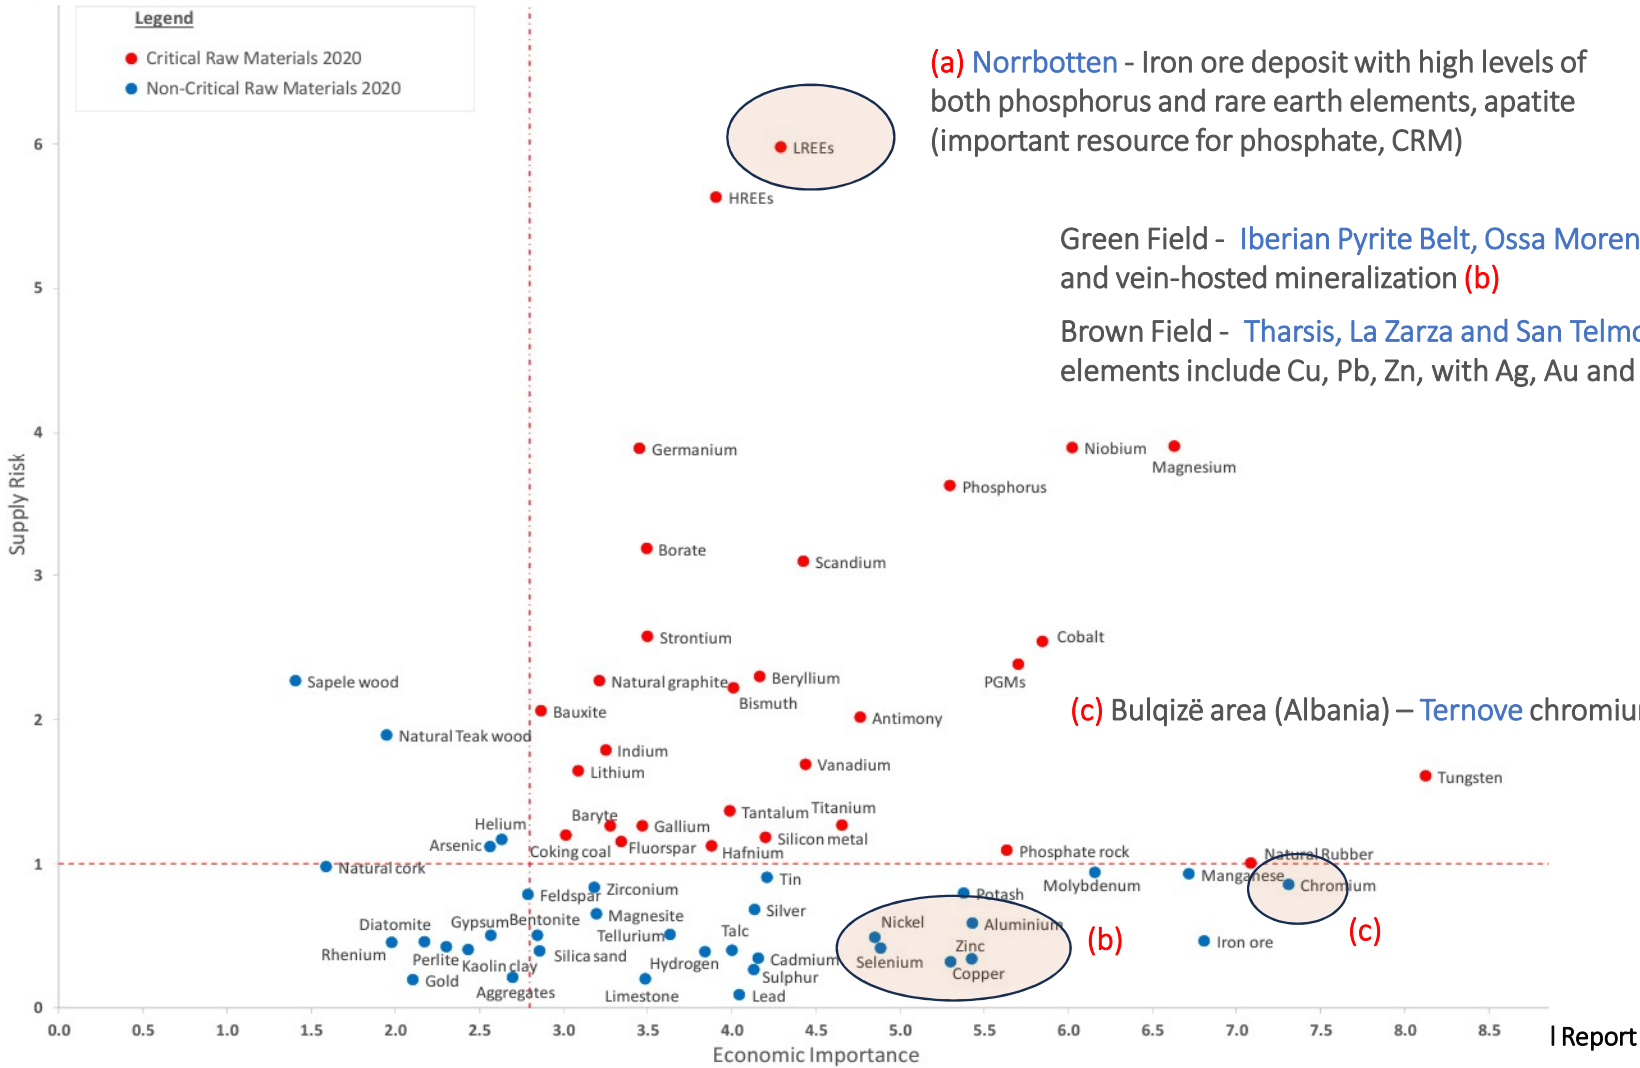 Legend
Critical Raw Materials 2020
Non-Critical Raw Materials 2020
(a) Norrbotten - Iron ore deposit with high levels of
both phosphorus and rare earth elements, apatite
(important resource for phosphate, CRM)
6
LREEs
HREEs
Green Field - Iberian Pyrite Belt, Ossa Moren
and vein-hosted mineralization (b)
5
Brown Field - Tharsis, La Zarza and San Telmo
elements include Cu, Pb, Zn, with Ag, Au and
4
Germanium
Niobium
Magnesium
Phosphorus
Supply Risk
Borate
Scandium
3
Strontium
Cobalt
PGMs
Sapele wood
Natural graphite
Beryllium
Bismuth
(c) Bulqizë area (Albania) – Ternove chromiu
2
Bauxite
Antimony
Natural Teak wood
Indium
Lithium
Vanadium
Tungsten
Baryte
Gallium
Tantalum
Titanium
Helium
Arsenic
Coking coal
Fluorspar
Hafnium
Silicon metal
Phosphate rock
Natural Rubber
1
Natural cork
Feldspar
Zirconium
Tin
Molybdenum
Manganese
Chromium
Potash
Diatomite
Gypsum
Bentonite
Magnesite
Silver
Nickel
Aluminium
(b)
(c)
Rhenium
Perlite
Kaolin clay
Silica sand
Tellurium
Talc
Hydrogen
Cadmium
Selenium
Zinc
Copper
Iron ore
Gold
Aggregates
Limestone
Sulphur
Lead
0
0.0 0.5 1.0 1.5 2.0 2.5 3.0 3.5 4.0 4.5 5.0 5.5 6.0 6.5 7.0 7.5 8.0 8.5
Economic Importance
l Report